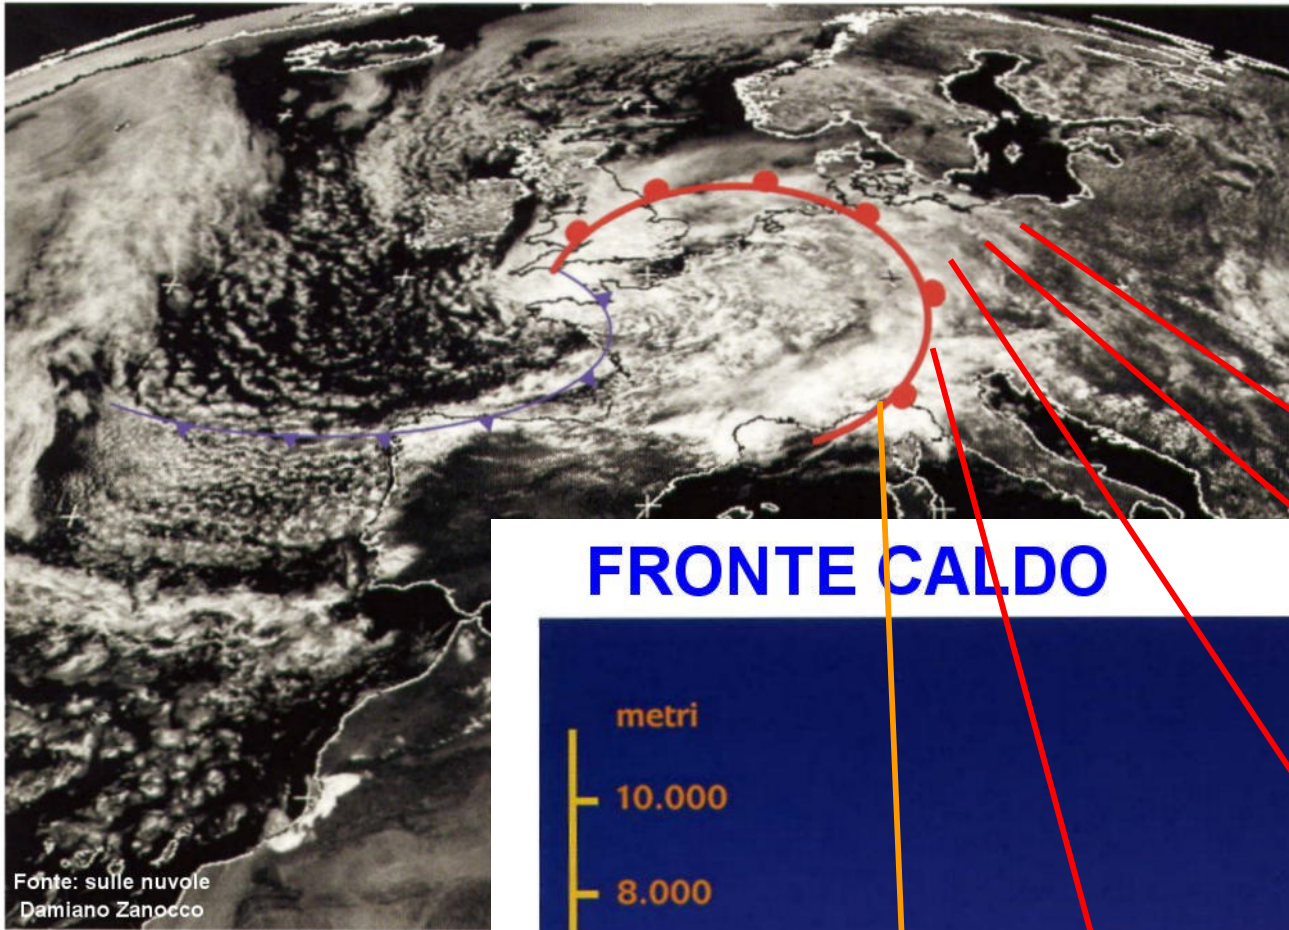 FRONTE CALDO
metri
10.000
8.000
Fonte: sulle nuvole
Damiano Zanocco